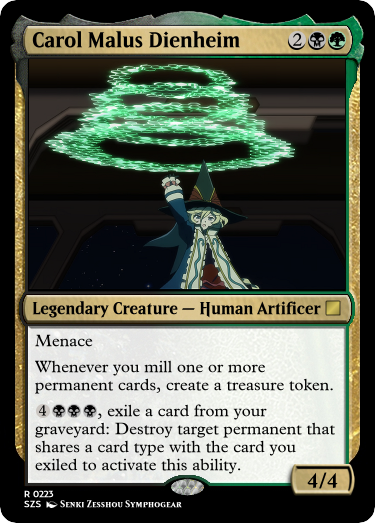 Carol Malus Dienheim 2
Legendary Creature — Human Artificer
Menace
Whenever you mill one or more
permanent cards, create a treasure token.
4, exile a card from your
graveyard: Destroy target permanent that
shares a card type with the card you
exiled to activate this ability.
4/4
R 0223
SZS Senki Zesshou Symphogear